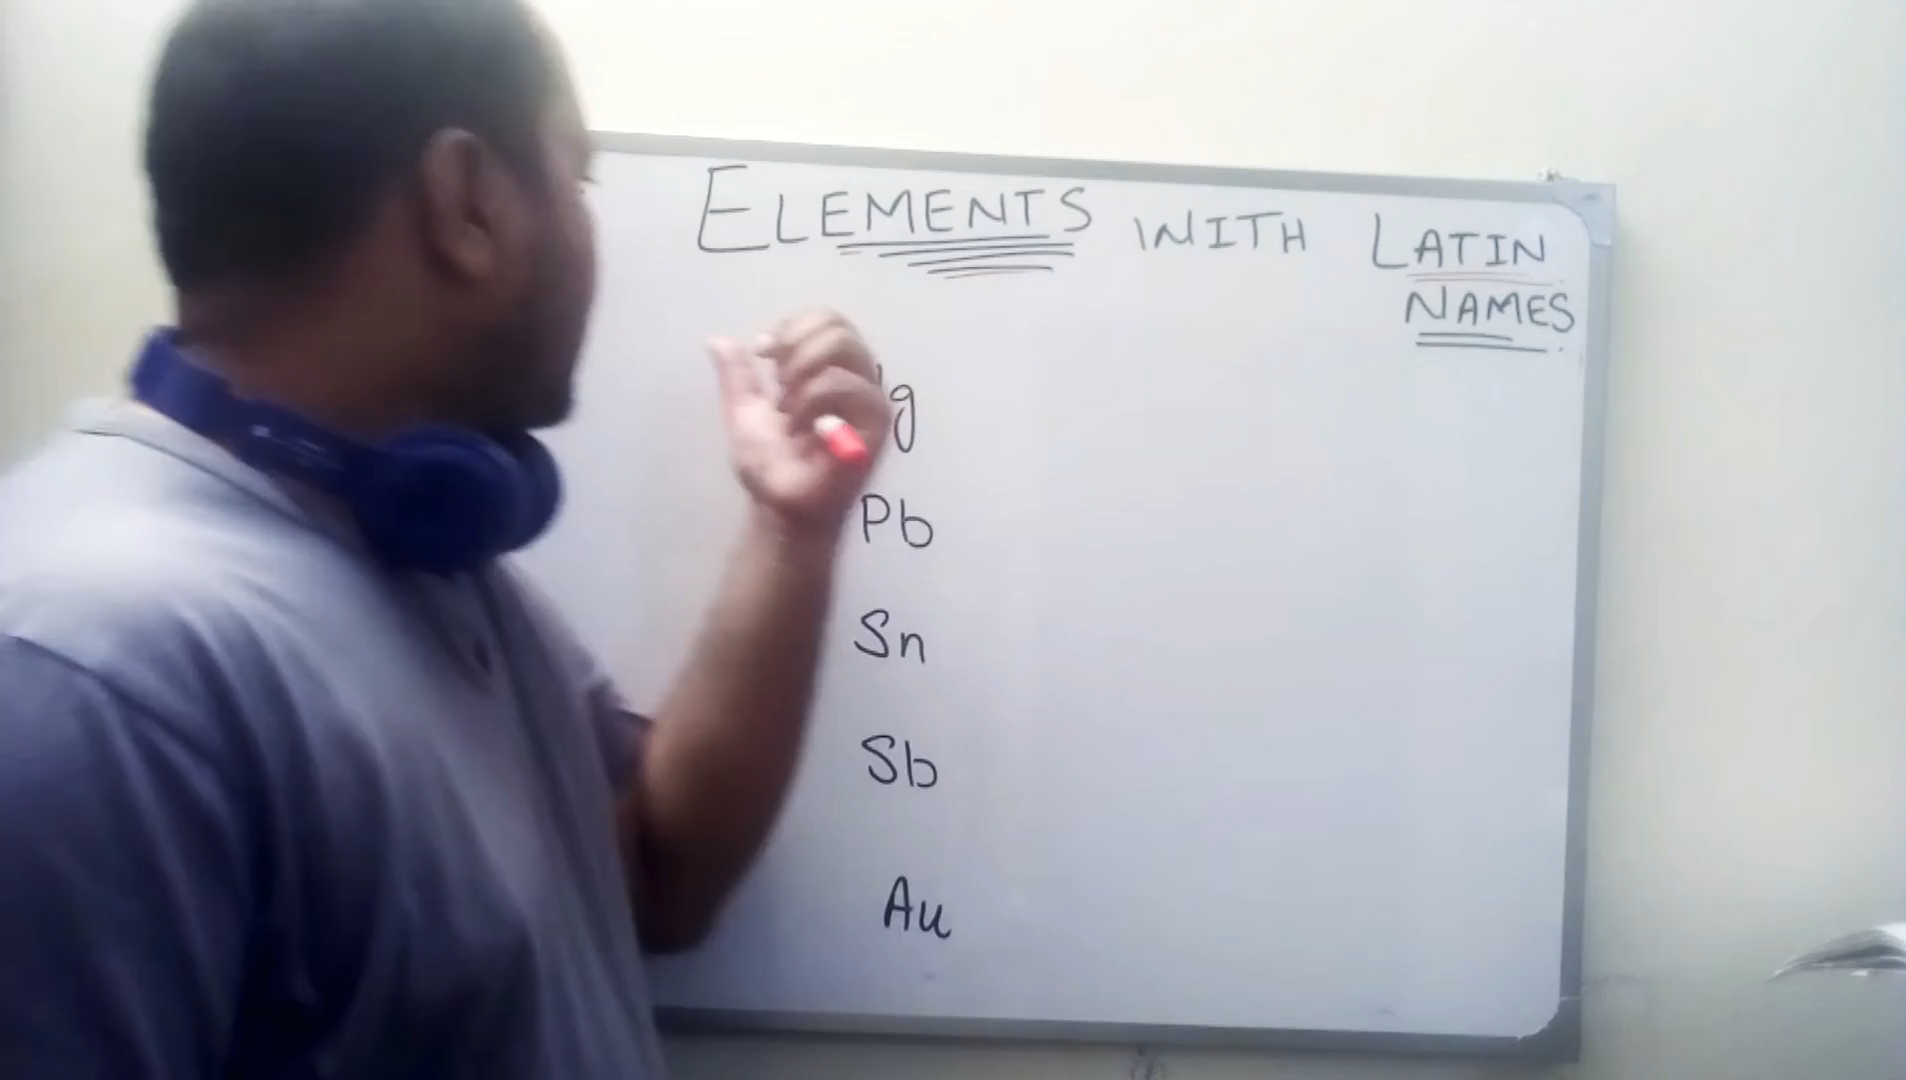 ELEMENTS WITH LATIN
NAMES
Pb
Sn
Sb
Au